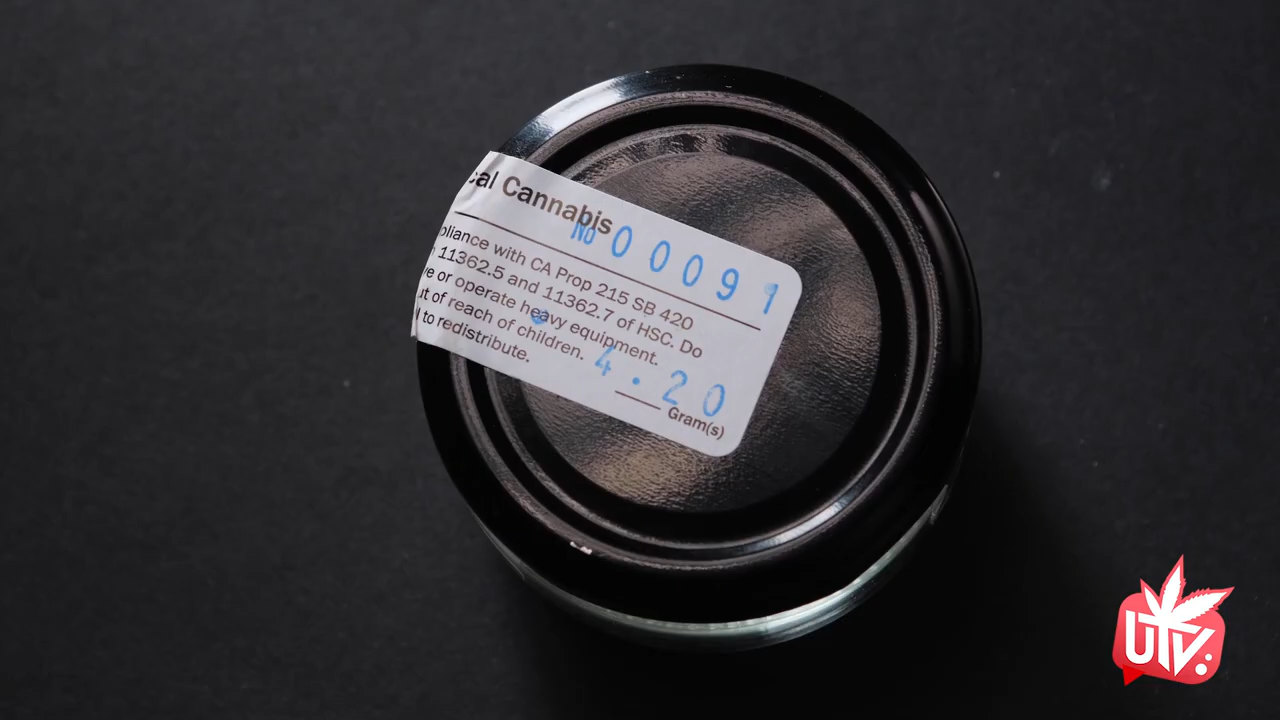 cal Cannabis
No 00091
pliance with CA Prop 215 SB 420
11362.5 and 11362.7 of HSC. Do
ve or operate heavy equipment.
ut of reach of children.
to redistribute.
4.20
Gram(s)
UTV: